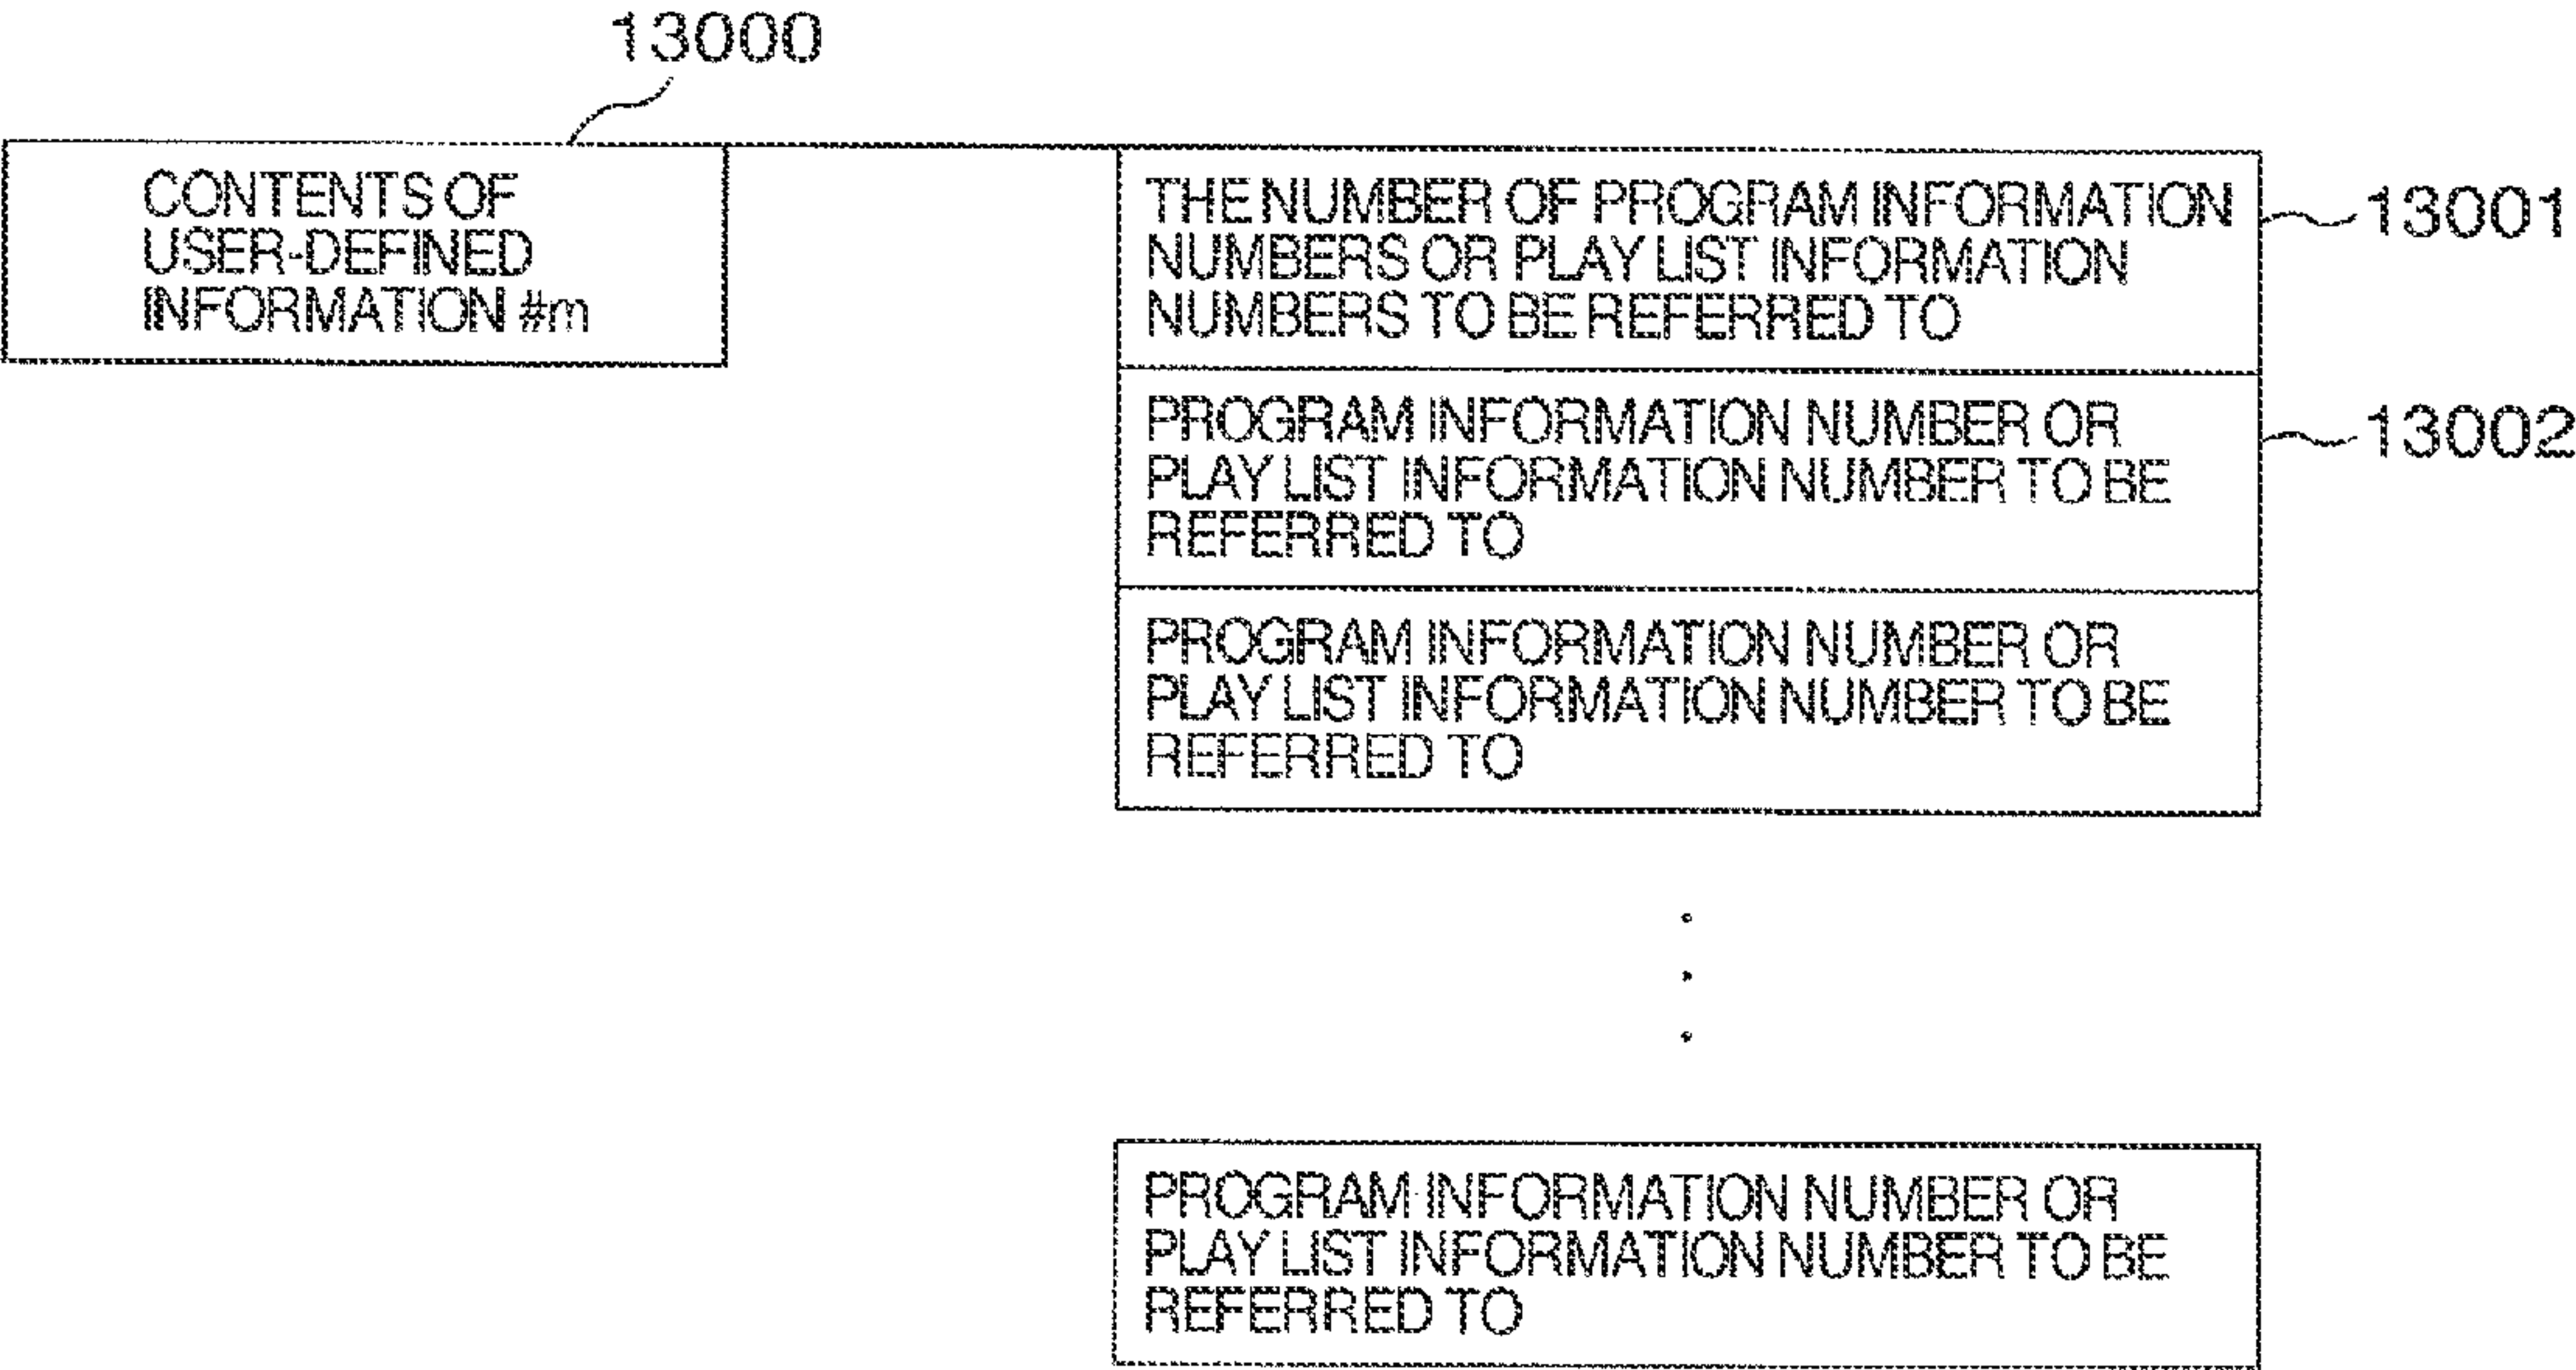 13000
CONTENTS OF
USER-DEFINED
INFORMATION #m
THE NUMBER OF PROGRAM INFORMATION
NUMBERS OR PLAY LIST INFORMATION
NUMBERS TO BE REFERRED TO
13001
PROGRAM INFORMATION NUMBER OR
PLAY LIST INFORMATION NUMBER TO BE
REFERRED TO
13002
PROGRAM INFORMATION NUMBER OR
PLAY LIST INFORMATION NUMBER TO BE
REFERRED TO
PROGRAM INFORMATION NUMBER OR
PLAY LIST INFORMATION NUMBER TO BE
REFERRED TO